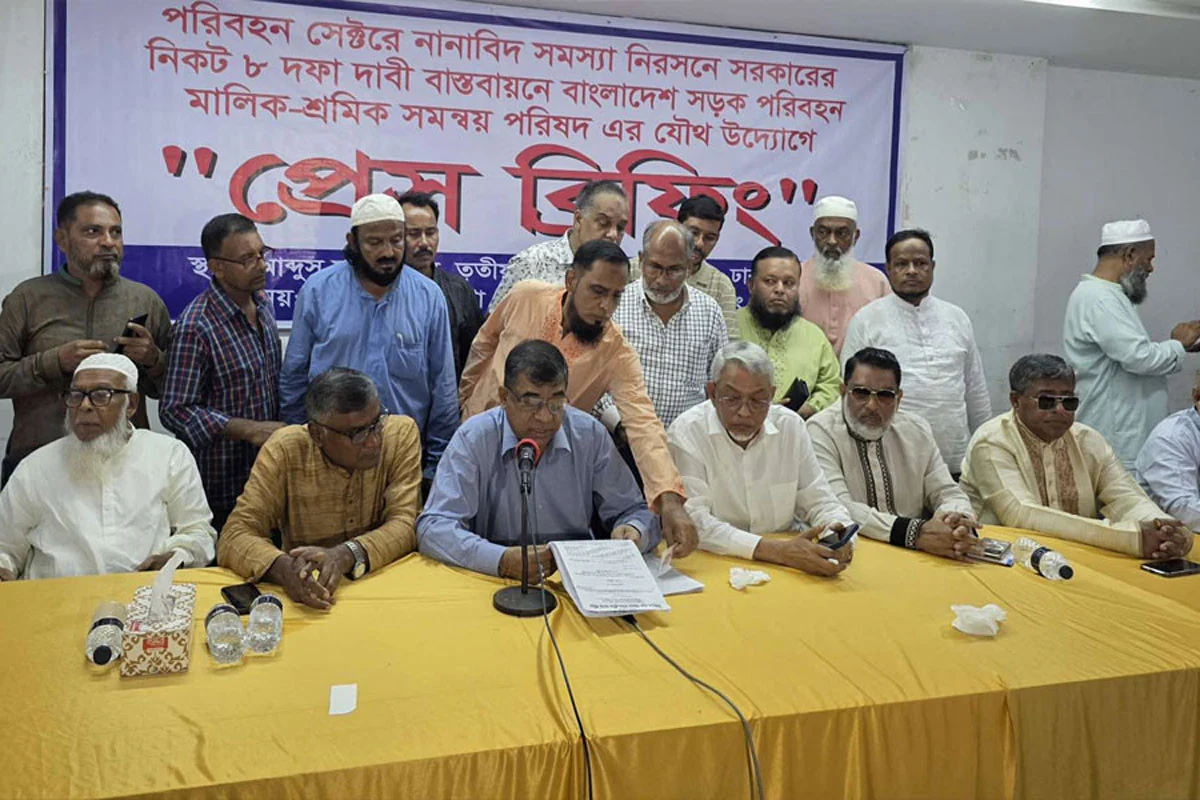 পরিবহন সেক্টরে নানাবিদ সমস্যা নিরসনে সরকারের
নিকট ৮ দফা দাবী বাস্তবায়নে বাংলাদেশ সড়ক পরিবহন
মালিক-শ্রমিক সমন্বয় পরিষদ এর যৌথ উদ্যোগে
"প্রেস ব্রিফিং"